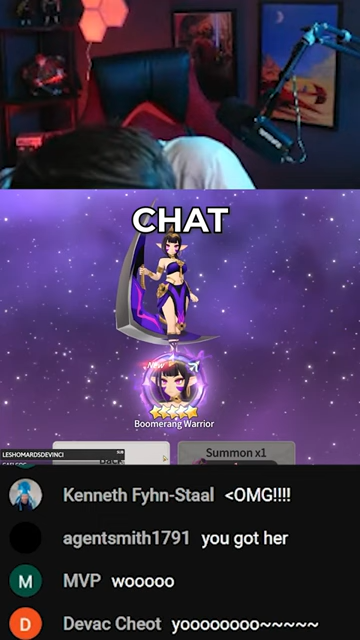 CHAT
New
Boomerang Warrior
LESHOMARDSDEVINCI
Summon x1
Kenneth Fyhn-Staal <OMG!!!!
agentsmith1791 you got her
M MVP wooooo
D Devac Cheot yoooooooo~~~~~